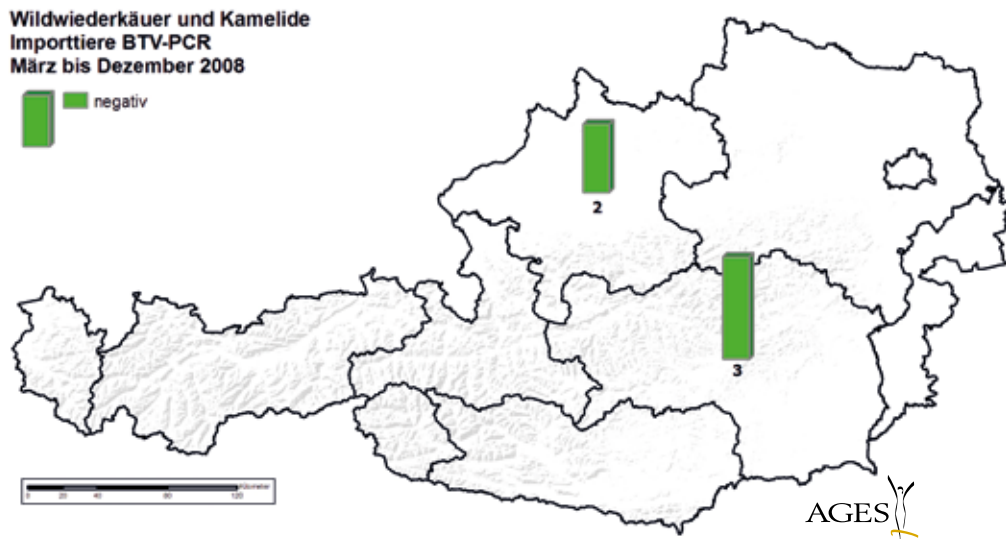 Wildwiederkäuer und Kamelide
Importtiere BTV-PCR
März bis Dezember 2008
negativ
2
3
0 20 40 80 120
Kilometer
AGES